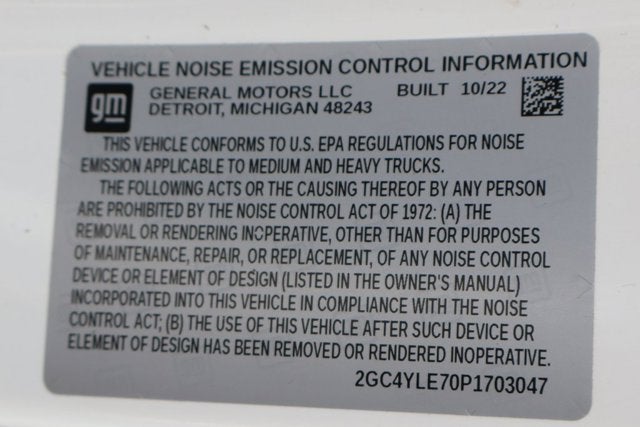 VEHICLE NOISE EMISSION CONTROL INFORMATION
gm GENERAL MOTORS LLC BUILT 10/22
DETROIT, MICHIGAN 48243
THIS VEHICLE CONFORMS TO U.S. EPA REGULATIONS FOR NOISE
EMISSION APPLICABLE TO MEDIUM AND HEAVY TRUCKS.
THE FOLLOWING ACTS OR THE CAUSING THEREOF BY ANY PERSON
ARE PROHIBITED BY THE NOISE CONTROL ACT OF 1972: (A) THE
REMOVAL OR RENDERING INOPERATIVE, OTHER THAN FOR PURPOSES
OF MAINTENANCE, REPAIR, OR REPLACEMENT, OF ANY NOISE CONTROL
DEVICE OR ELEMENT OF DESIGN (LISTED IN THE OWNER'S MANUAL)
INCORPORATED INTO THIS VEHICLE IN COMPLIANCE WITH THE NOISE
CONTROL ACT; (B) THE USE OF THIS VEHICLE AFTER SUCH DEVICE OR
ELEMENT OF DESIGN HAS BEEN REMOVED OR RENDERED INOPERATIVE.
2GC4YLE70P1703047